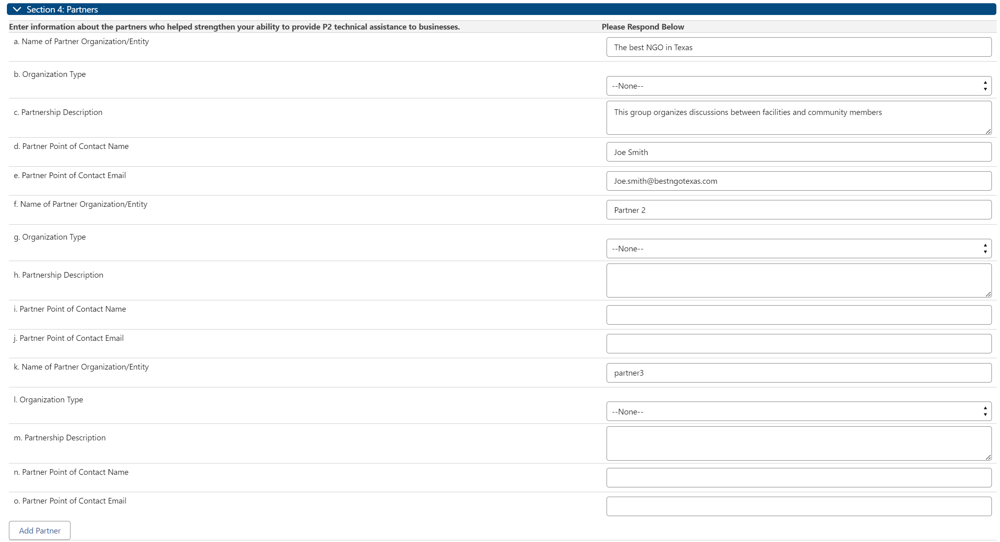 Section 4: Partners
Enter information about the partners who helped strengthen your ability to provide P2 technical assistance to businesses. Please Respond Below
a. Name of Partner Organization/Entity
The best NGO in Texas
b. Organization Type
--None--
c. Partnership Description
This group organizes discussions between facilities and community members
d. Partner Point of Contact Name
Joe Smith
e. Partner Point of Contact Email
Joe.smith@bestngotexas.com
f. Name of Partner Organization/Entity
Partner 2
g. Organization Type
--None--
h. Partnership Description
i. Partner Point of Contact Name
j. Partner Point of Contact Email
k. Name of Partner Organization/Entity
partner3
l. Organization Type
--None--
m. Partnership Description
n. Partner Point of Contact Name
o. Partner Point of Contact Email
Add Partner